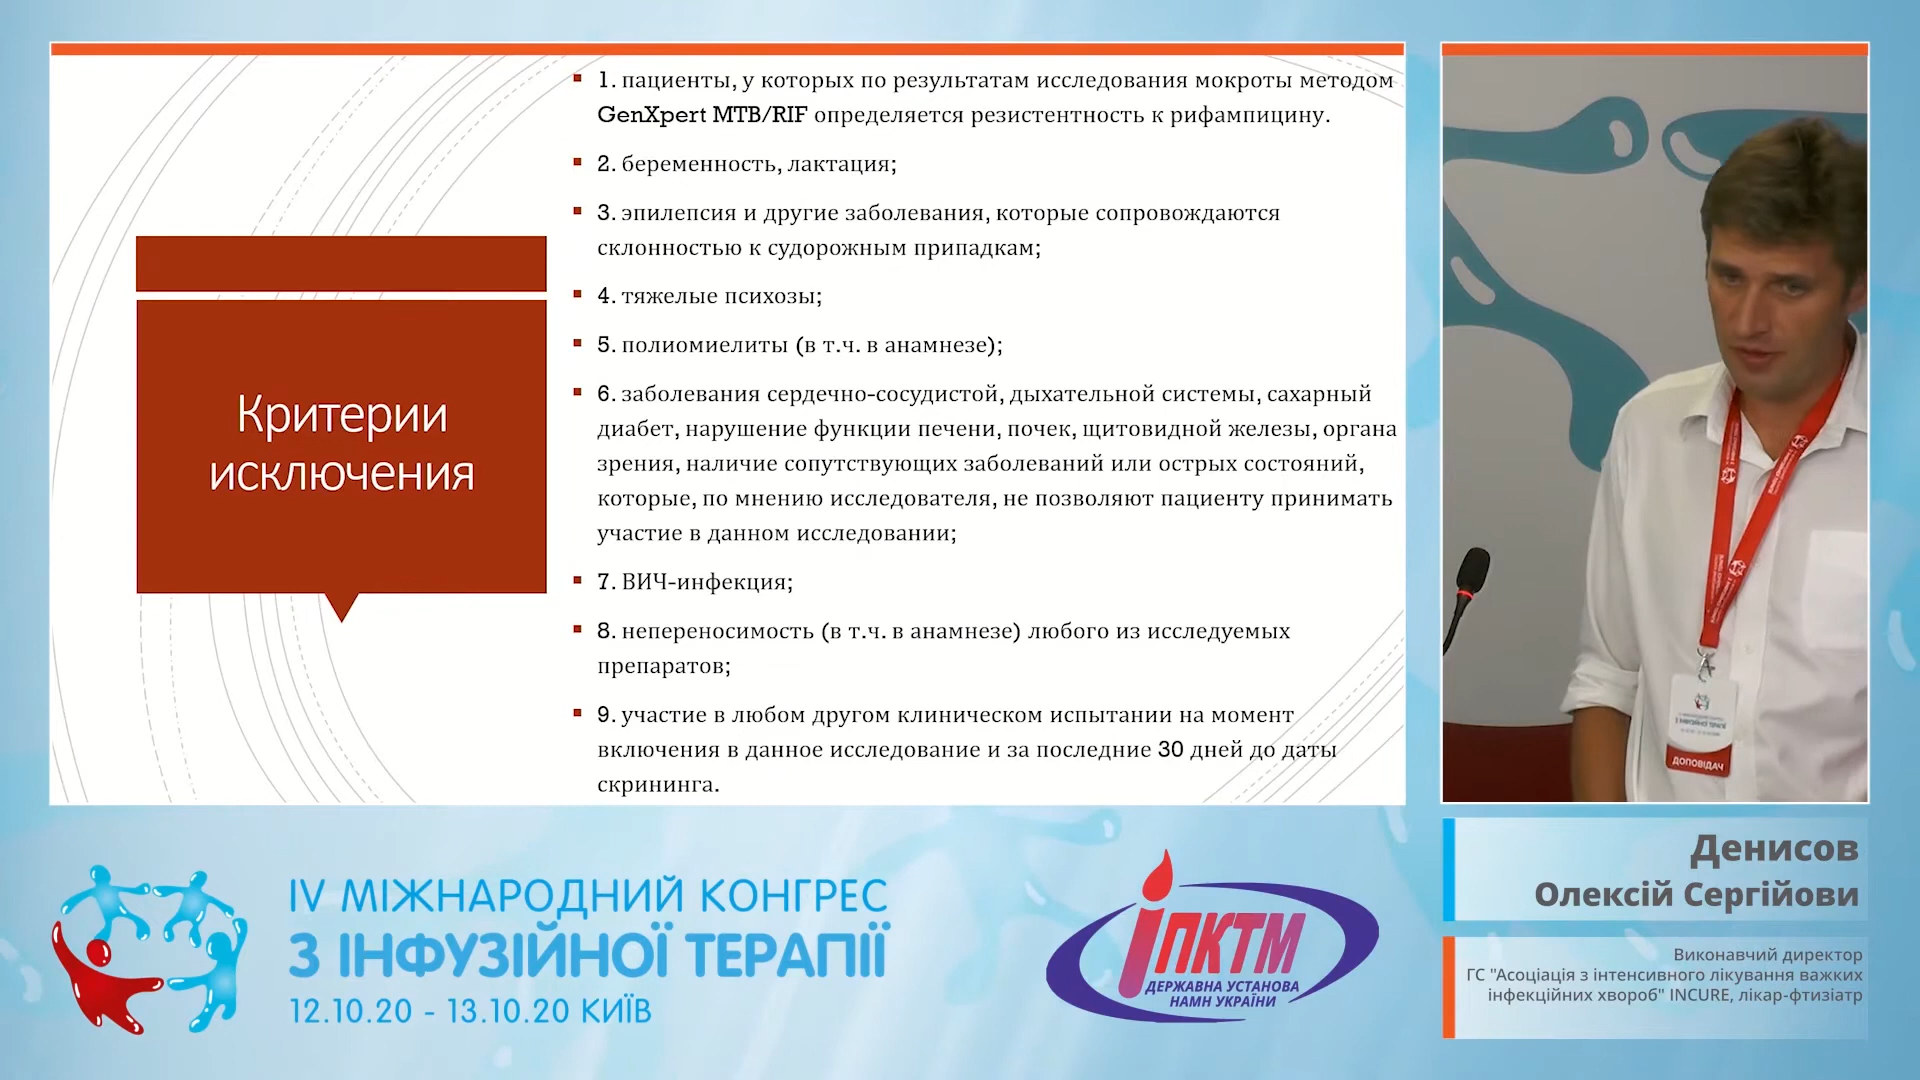 Критерии
исключения
1. пациенты, у которых по результатам исследования мокроты методом
GenXpert MTB/RIF определяется резистентность к рифампицину.
2. беременность, лактация;
3. эпилепсия и другие заболевания, которые сопровождаются
склонностью к судорожным припадкам;
4. тяжелые психозы;
5. полиомиелиты (в т.ч. в анамнезе);
6. заболевания сердечно-сосудистой, дыхательной системы, сахарный
диабет, нарушение функции печени, почек, щитовидной железы, органа
зрения, наличие сопутствующих заболеваний или острых состояний,
которые, по мнению исследователя, не позволяют пациенту принимать
участие в данном исследовании;
7. ВИЧ-инфекция;
8. непереносимость (в т.ч. в анамнезе) любого из исследуемых
препаратов;
9. участие в любом другом клиническом испытании на момент
включения в данное исследование и за последние 30 дней до даты
скрининга.
ДОПОВІДАЧ
Денисов
Олексій Сергійови
Виконавчий директор
ГС "Асоціація з інтенсивного лікування важких
інфекційних хвороб" INCURE, лікар-фтизіатр
IV МІЖНАРОДНИЙ КОНГРЕС
З ІНФУЗІЙНОЇ ТЕРАПІЇ
12.10.20 - 13.10.20 КИЇВ
ІПКТМ
ДЕРЖАВНА УСТАНОВА
НАМН УКРАЇНИ